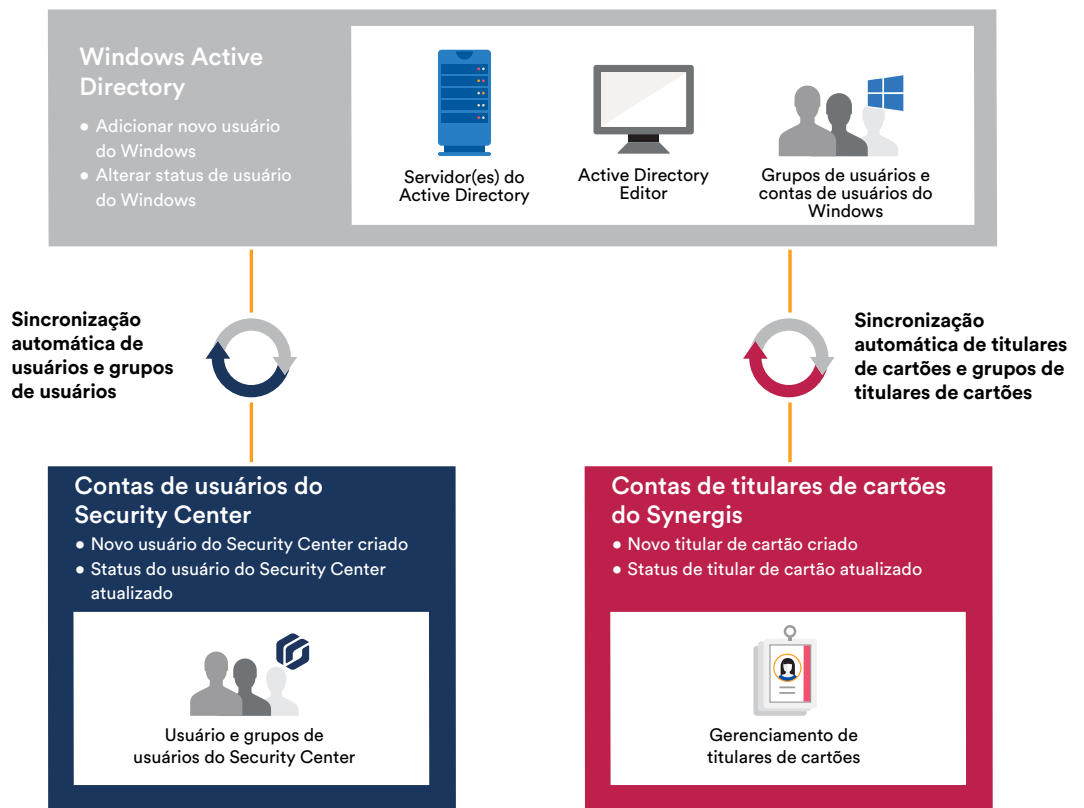 Windows Active
Directory
• Adicionar novo usuário
do Windows
• Alterar status de usuário
do Windows
Servidor(es) do
Active Directory
Active Directory
Editor
Grupos de usuários e
contas de usuários do
Windows
Sincronização
automática de
usuários e grupos
de usuários
Sincronização
automática de titulares
de cartões e grupos de
titulares de cartões
Contas de usuários do
Security Center
• Novo usuário do Security Center criado
• Status do usuário do Security Center
atualizado
Usuário e grupos de
usuários do Security Center
Contas de titulares de cartões
do Synergis
• Novo titular de cartão criado
• Status de titular de cartão atualizado
Gerenciamento de
titulares de cartões